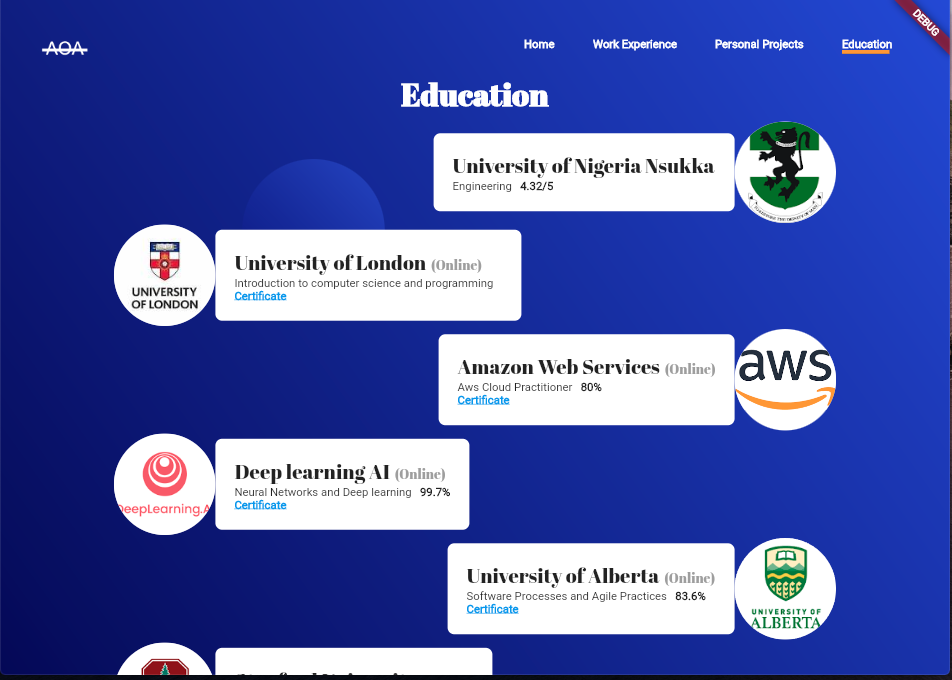 DEBUG
AOA
Home Work Experience Personal Projects Education
Education
University of Nigeria Nsukka
Engineering 4.32/5
UNIVERSITY
OF LONDON
University of London (Online)
Introduction to computer science and programming
Certificate
Amazon Web Services (Online)
Aws Cloud Practitioner 80%
Certificate
aws
DeepLearning.A
Deep learning AI (Online)
Neural Networks and Deep learning 99.7%
Certificate
University of Alberta (Online)
Software Processes and Agile Practices 83.6%
Certificate
UNIVERSITY OF
ALBERTA